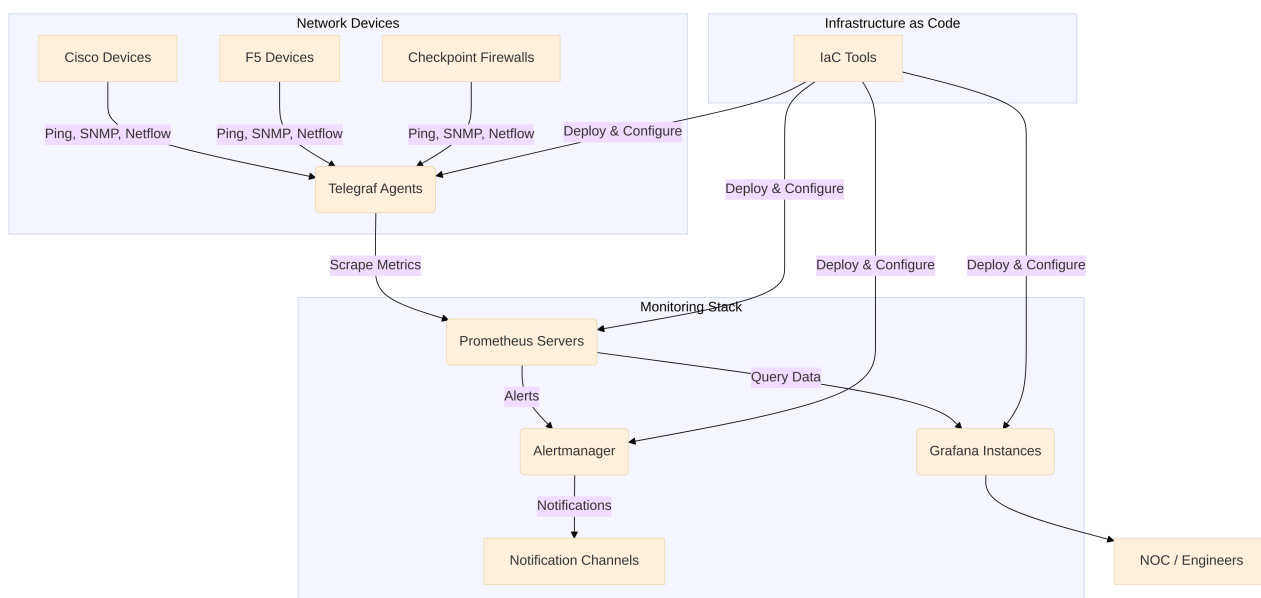 Network Devices
Infrastructure as Code
Cisco Devices
F5 Devices
Checkpoint Firewalls
IaC Tools
Ping, SNMP, Netflow
Ping, SNMP, Netflow
Ping, SNMP, Netflow
Deploy & Configure
Telegraf Agents
Deploy & Configure
Scrape Metrics
Deploy & Configure
Deploy & Configure
Monitoring Stack
Prometheus Servers
Query Data
Alerts
Alertmanager
Grafana Instances
Notifications
Notification Channels
NOC / Engineers